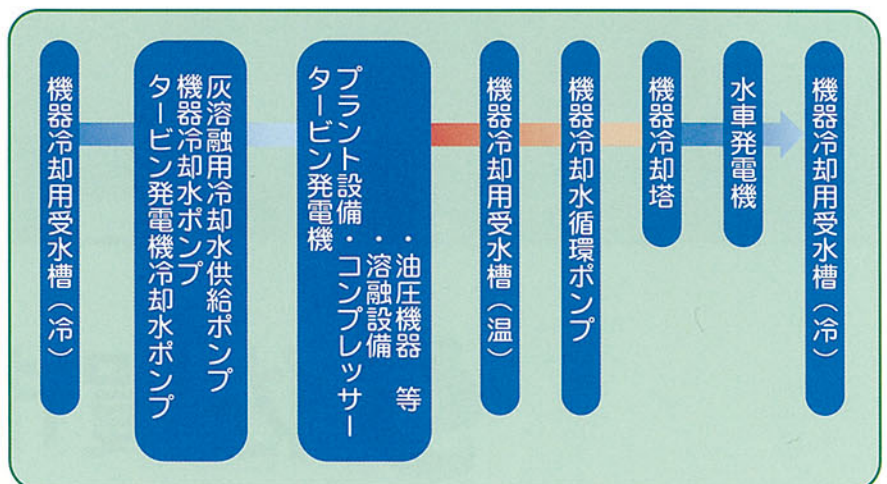 機器冷却用受水槽（冷）
灰溶融用冷却水供給ポンプ
機器冷却水ポンプ
タービン発電機冷却水ポンプ
・油圧機器　等
・溶融設備
プラント設備・コンプレッサー
タービン発電機
機器冷却用受水槽（温）
機器冷却水循環ポンプ
機器冷却塔
水車発電機
機器冷却用受水槽（冷）